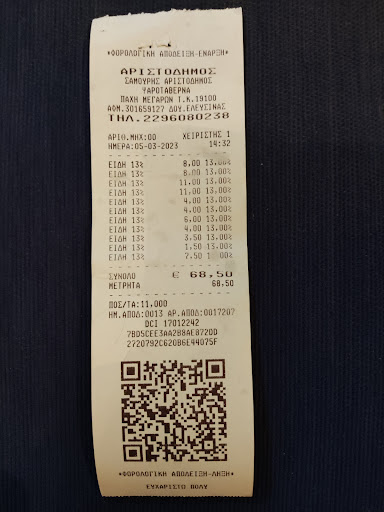 *ΦΟΡΟΛΟΓΙΚΗ ΑΠΟΔΕΙΞΗ-ΕΝΑΡΞΗ*
ΑΡΙΣΤΟΔΗΜΟΣ
ΣΑΜΟΥΡΗΣ ΑΡΙΣΤΟΔΗΜΟΣ
ΨΑΡΟΤΑΒΕΡΝΑ
ΠΑΧΗ ΜΕΓΑΡΩΝ Τ.Κ.19100
ΑΦΜ.301659127 ΔΟΥ.ΕΛΕΥΣΙΝΑΣ
ΤΗΛ.2296080238
ΑΡΙΘ.ΜΗΧ:00 ΧΕΙΡΙΣΤΗΣ 1
ΗΜΕΡΑ:05-03-2023 14:32
ΕΙΔΗ 13% 8,00 13,00%
ΕΙΔΗ 13% 8,00 13,00%
ΕΙΔΗ 13% 11,00 13,00%
ΕΙΔΗ 13% 11,00 13,00%
ΕΙΔΗ 13% 4,00 13,00%
ΕΙΔΗ 13% 4,00 13,00%
ΕΙΔΗ 13% 6,00 13,00%
ΕΙΔΗ 13% 4,00 13,00%
ΕΙΔΗ 13% 3,50 13,00%
ΕΙΔΗ 13% 1,50 13,00%
ΕΙΔΗ 13% 7,50
ΣΥΝΟΛΟ € 68,50
ΜΕΤΡΗΤΑ 68,50
ΠΟΣ/ΤΑ:11,000
ΗΜ.ΑΠΟΔ:0013 ΑΡ.ΑΠΟΔ:0017207
DCI 17012242
7BD5CEE3AA2B8AE8720D
2720792C620B6E44075F
*ΦΟΡΟΛΟΓΙΚΗ ΑΠΟΔΕΙΞΗ-ΛΗΞΗ*
ΕΥΧΑΡΙΣΤΩ ΠΟΛΥ